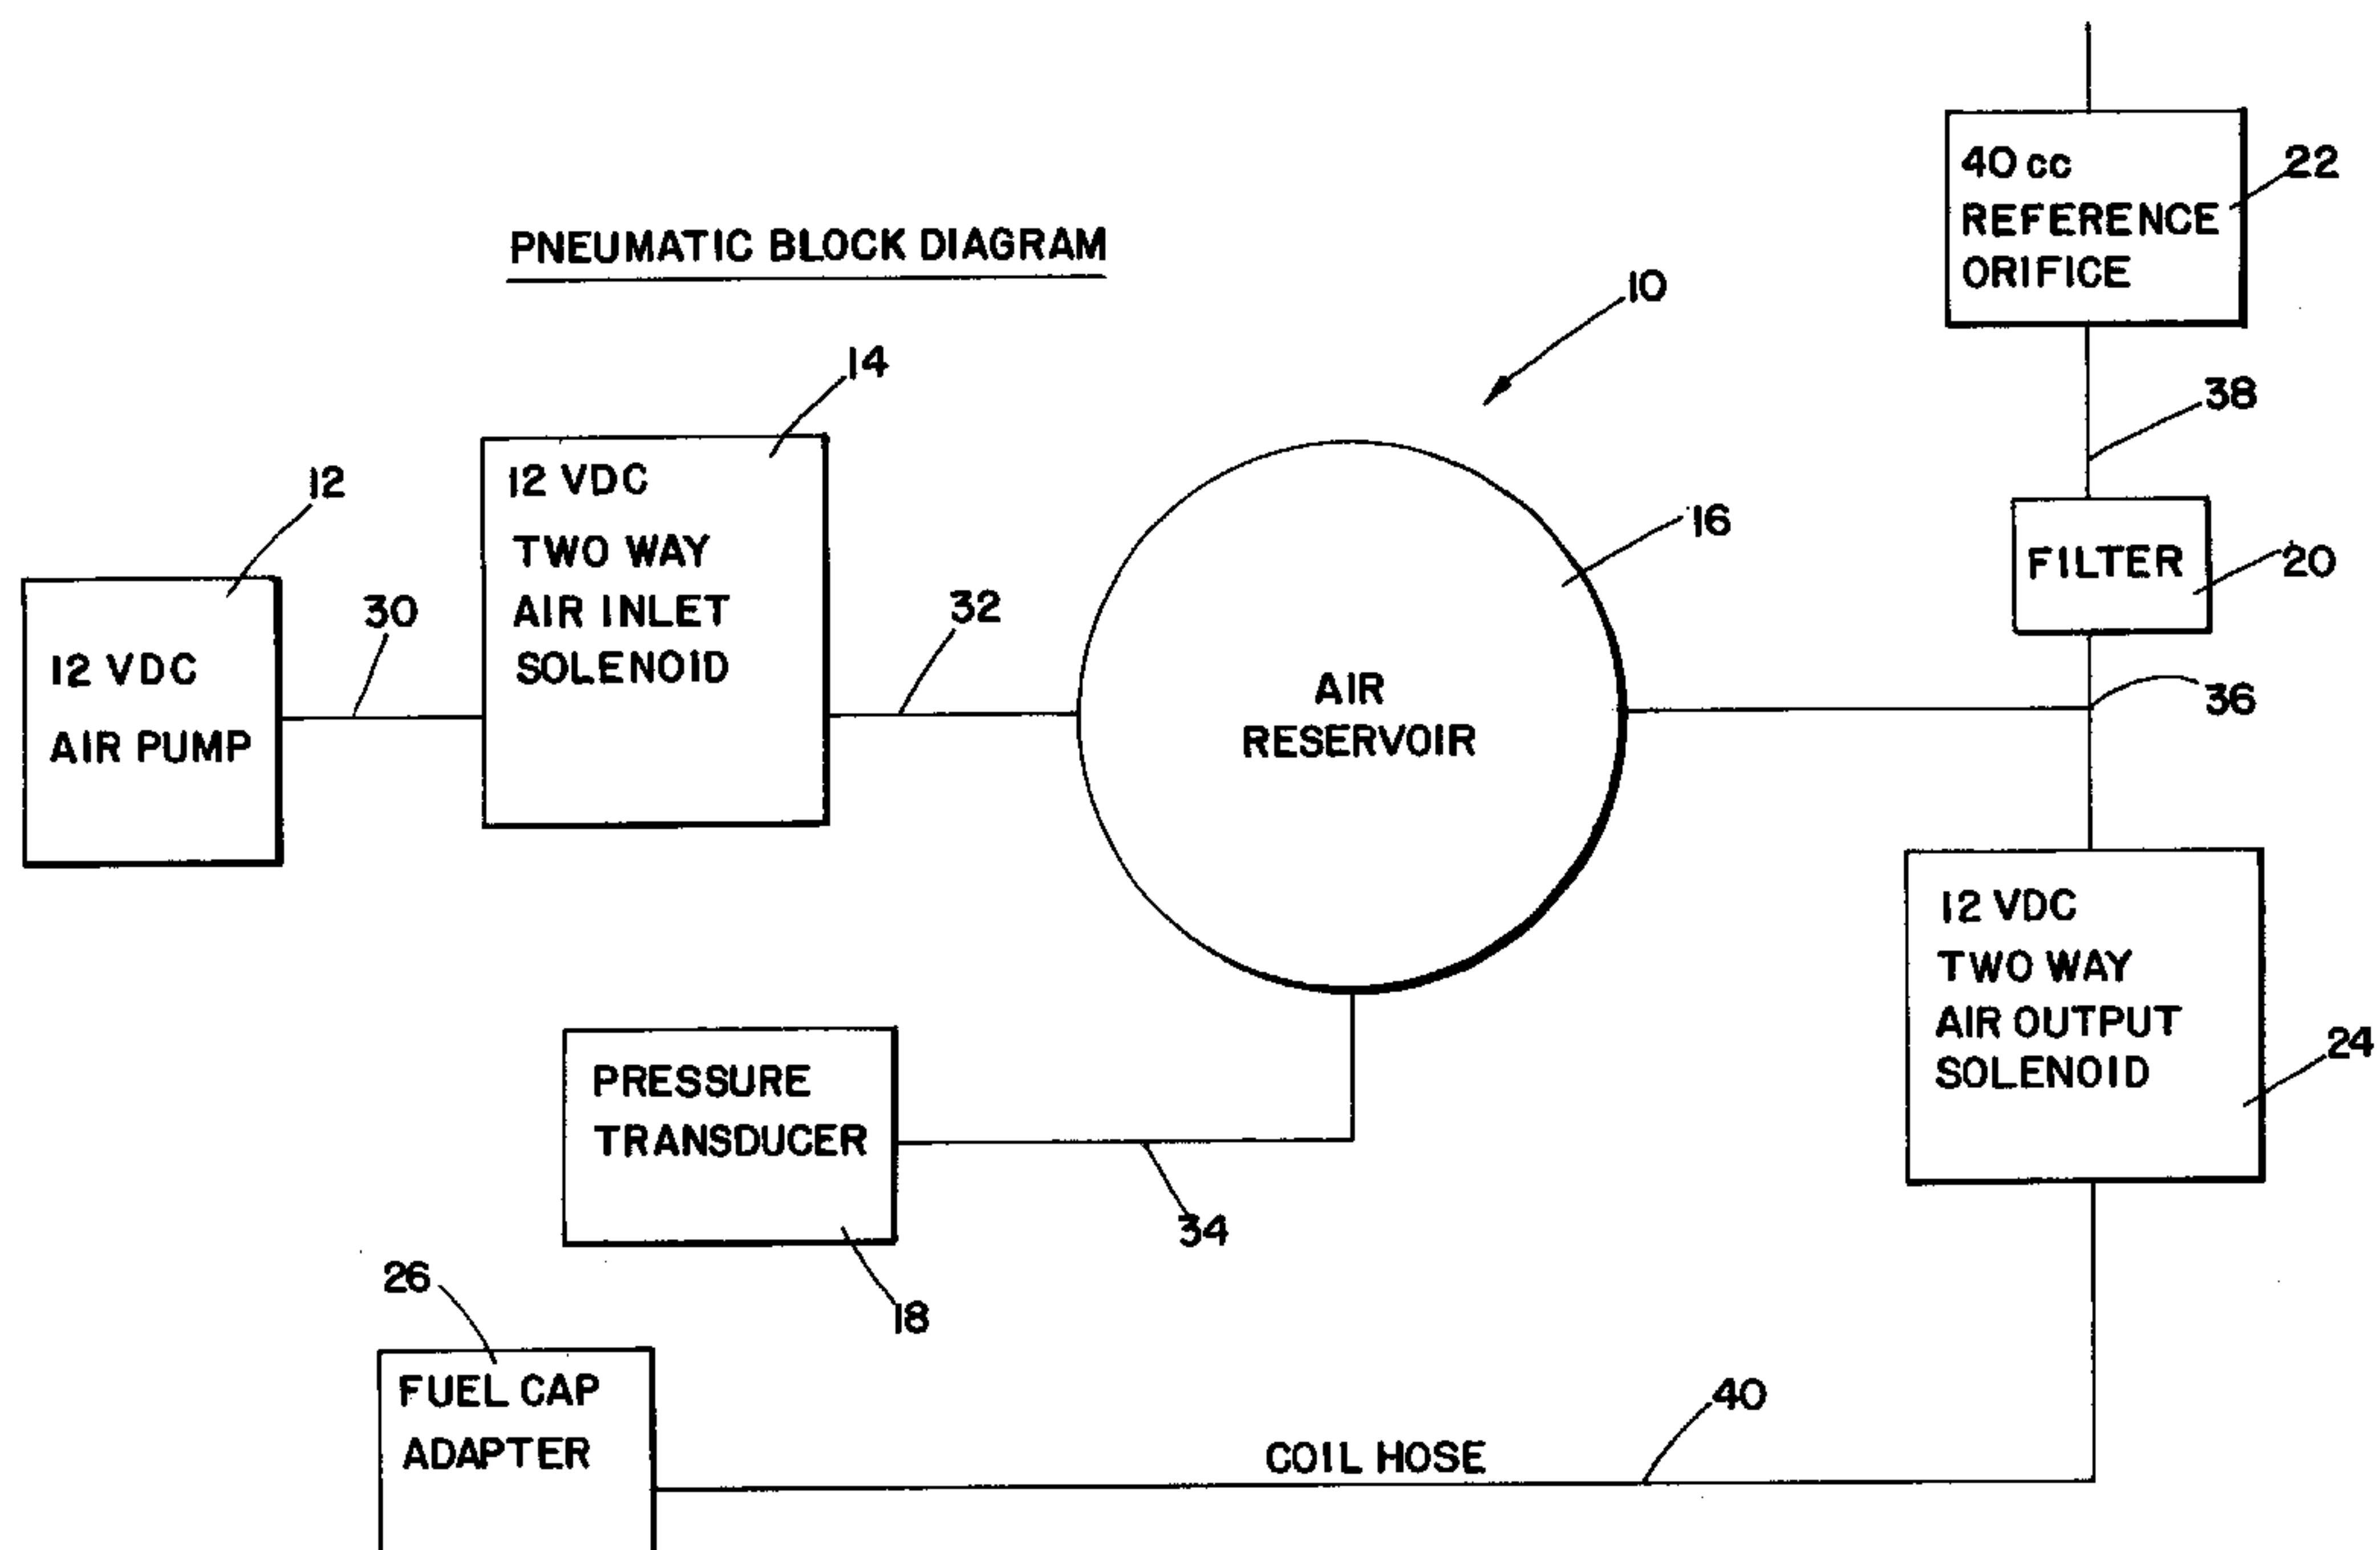 PNEUMATIC BLOCK DIAGRAM
10
12
12 VDC
AIR PUMP
30
14
12 VDC
TWO WAY
AIR INLET
SOLENOID
32
16
AIR
RESERVOIR
22
40 cc
REFERENCE
ORIFICE
38
20
FILTER
36
12 VDC
TWO WAY
AIR OUTPUT
SOLENOID
24
PRESSURE
TRANSDUCER
18
34
26
FUEL CAP
ADAPTER
COIL HOSE
40